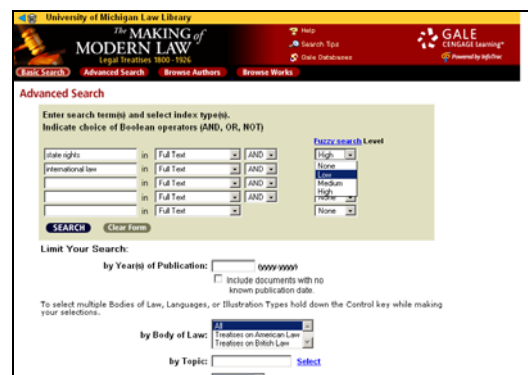 University of Michigan Law Library
The MAKING of
MODERN LAW
Legal Treatises 1800 - 1926
Help
Search Tips
Gale Databases
GALE
CENGAGE Learning
Powered by InfoTrac
Basic Search
Advanced Search
Browse Authors
Browse Works
Advanced Search
Enter search term(s) and select index type(s).
Indicate choice of Boolean operators (AND, OR, NOT)
Fuzzy search Level
state rights in Full Text AND High
international law in Full Text AND
None
Low
Medium
High
in Full Text AND
in Full Text AND None
in Full Text None
SEARCH Clear Form
Limit Your Search:
by Year(s) of Publication: (yyyy-yyyy)
Include documents with no
known publication date.
To select multiple Bodies of Law, Languages, or Illustration Types hold down the Control key while making
your selections.
by Body of Law: All
Treatises on American Law
Treatises on British Law
by Topic: Select